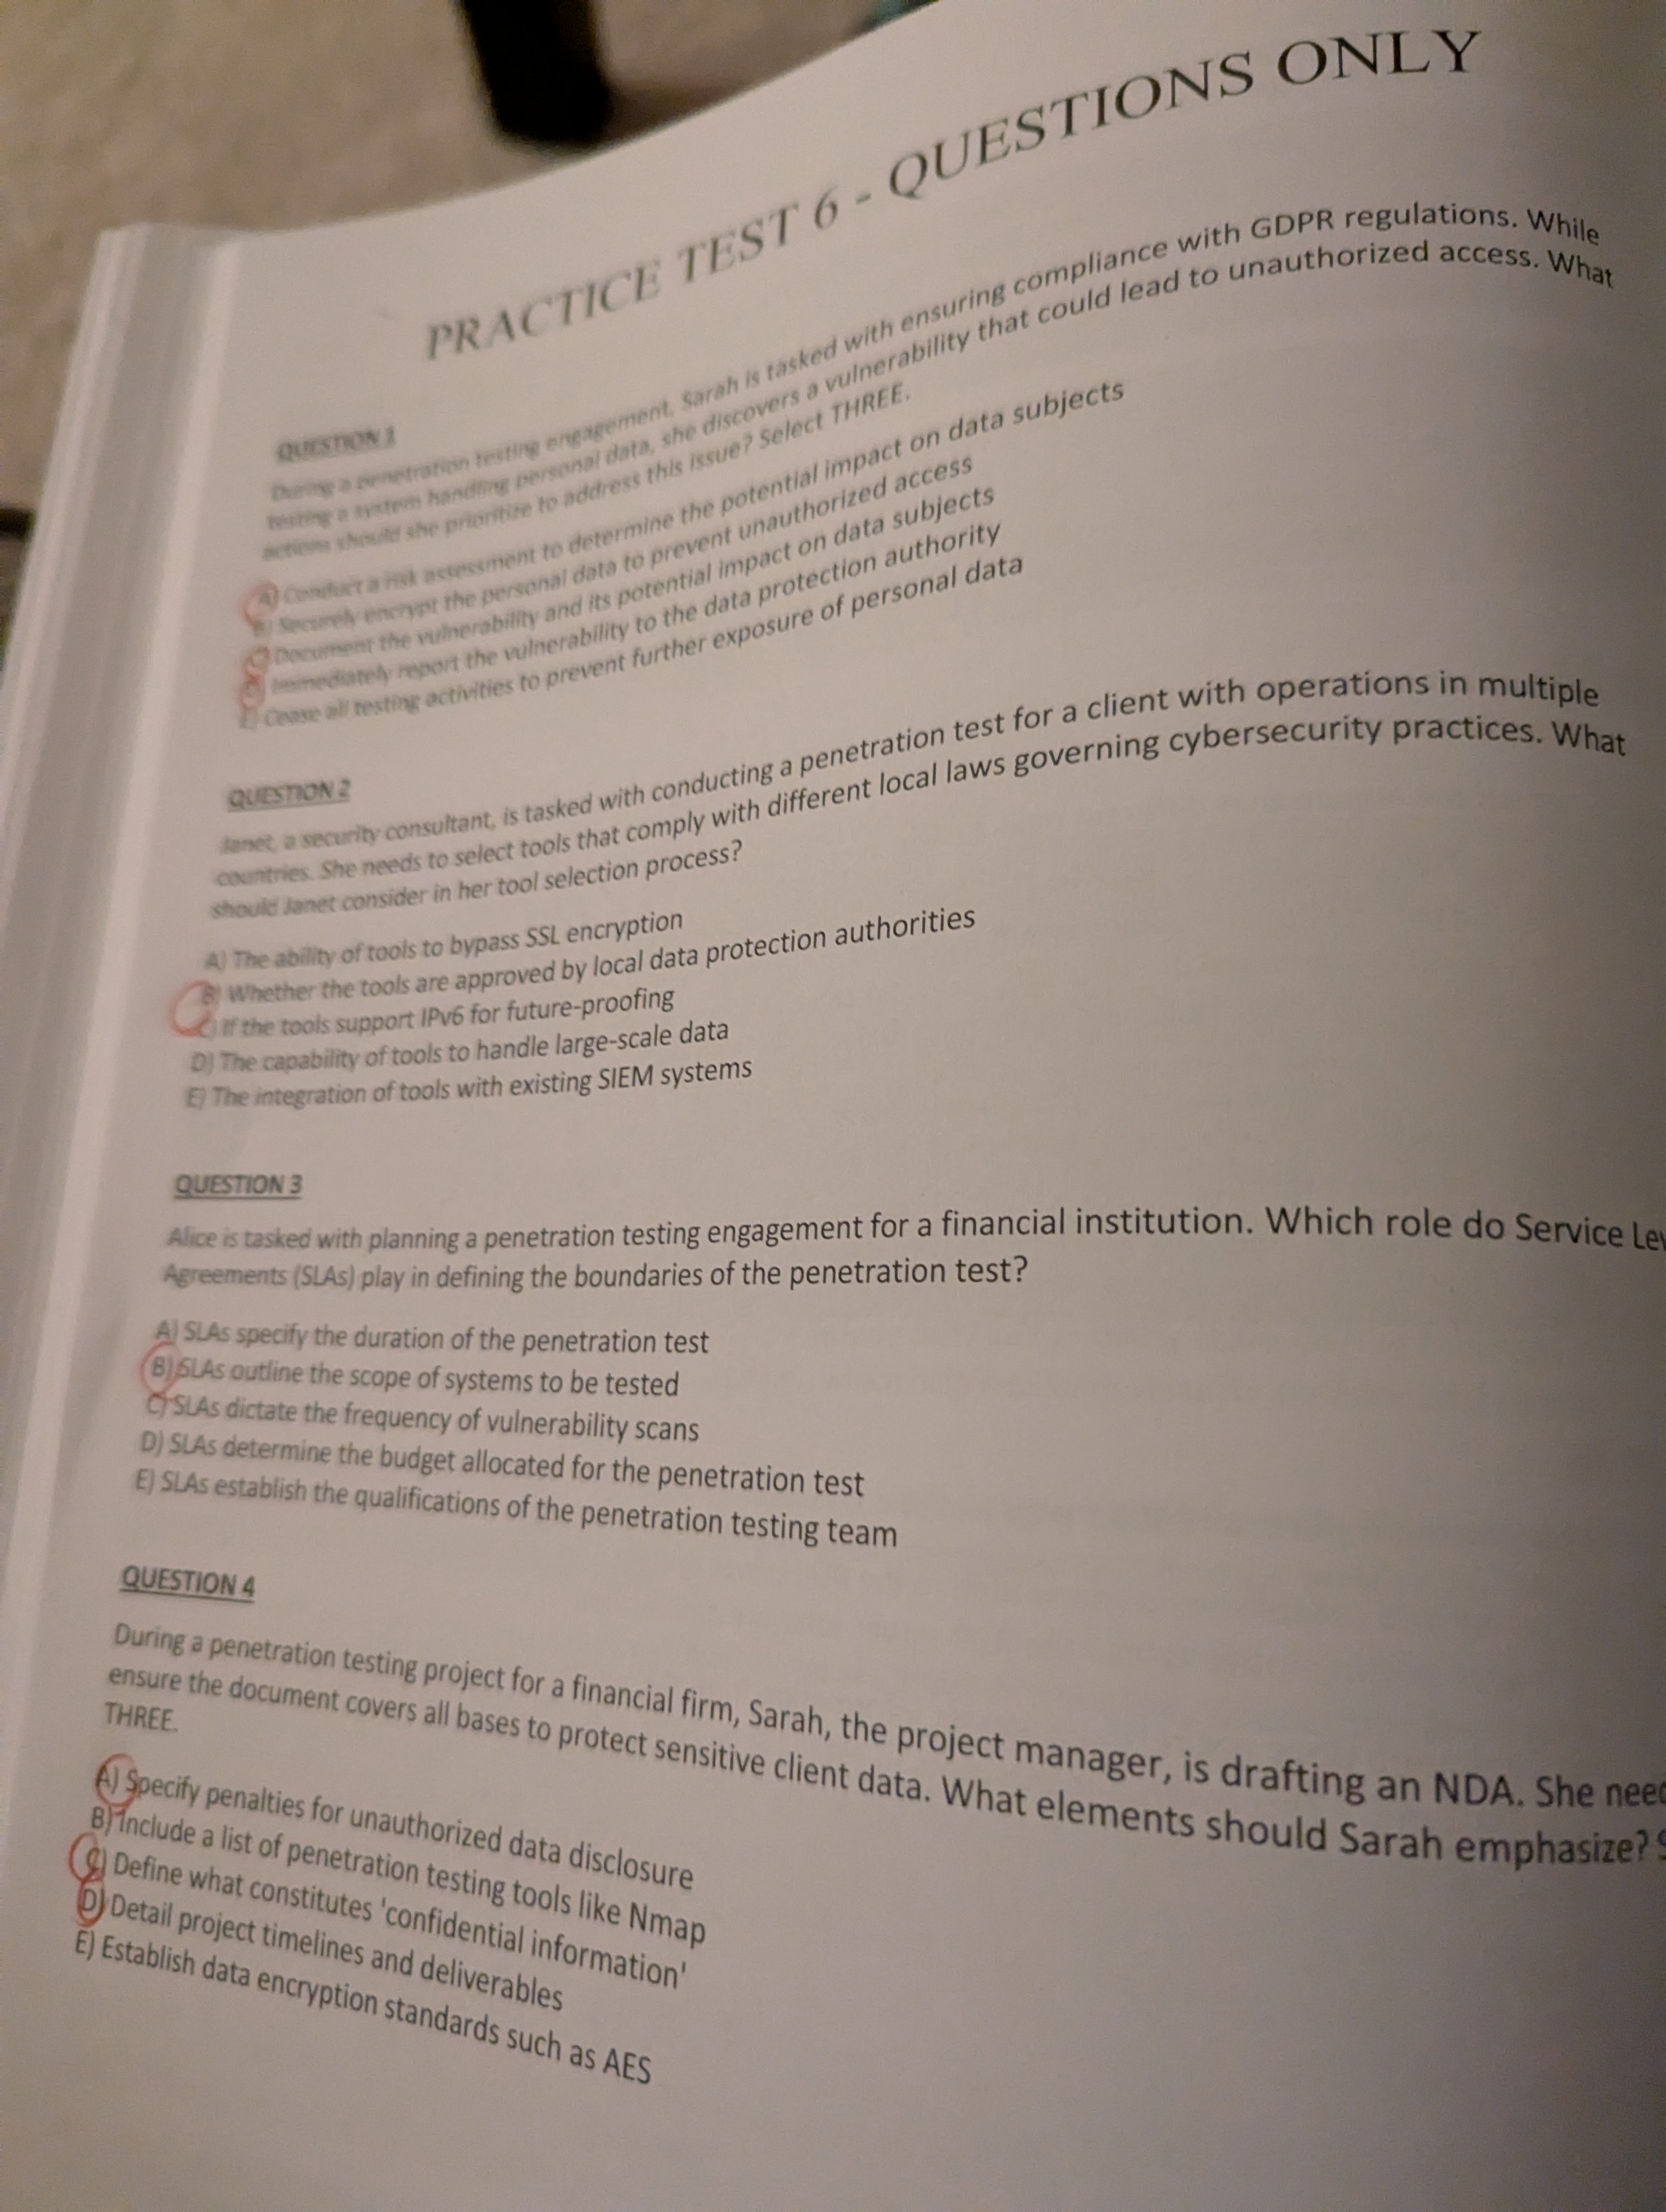 PRACTICE TEST 6 - QUESTIONS ONLY
QUESTION 1
During a penetration testing engagement, Sarah is tasked with ensuring compliance with GDPR regulations. While
testing a system handling personal data, she discovers a vulnerability that could lead to unauthorized access. What
actions should she prioritize to address this issue? Select THREE.
A) Conduct a risk assessment to determine the potential impact on data subjects
B) Securely encrypt the personal data to prevent unauthorized access
C) Document the vulnerability and its potential impact on data subjects
D) Immediately report the vulnerability to the data protection authority
E) Cease all testing activities to prevent further exposure of personal data
QUESTION 2
Janet, a security consultant, is tasked with conducting a penetration test for a client with operations in multiple
countries. She needs to select tools that comply with different local laws governing cybersecurity practices. What
should Janet consider in her tool selection process?
A) The ability of tools to bypass SSL encryption
B) Whether the tools are approved by local data protection authorities
C) If the tools support IPv6 for future-proofing
D) The capability of tools to handle large-scale data
E) The integration of tools with existing SIEM systems
QUESTION 3
Alice is tasked with planning a penetration testing engagement for a financial institution. Which role do Service Lev
Agreements (SLAs) play in defining the boundaries of the penetration test?
A) SLAs specify the duration of the penetration test
B) SLAs outline the scope of systems to be tested
C) SLAs dictate the frequency of vulnerability scans
D) SLAs determine the budget allocated for the penetration test
E) SLAs establish the qualifications of the penetration testing team
QUESTION 4
During a penetration testing project for a financial firm, Sarah, the project manager, is drafting an NDA. She need
ensure the document covers all bases to protect sensitive client data. What elements should Sarah emphasize? S
THREE.
A) Specify penalties for unauthorized data disclosure
B) Include a list of penetration testing tools like Nmap
C) Define what constitutes 'confidential information'
D) Detail project timelines and deliverables
E) Establish data encryption standards such as AES